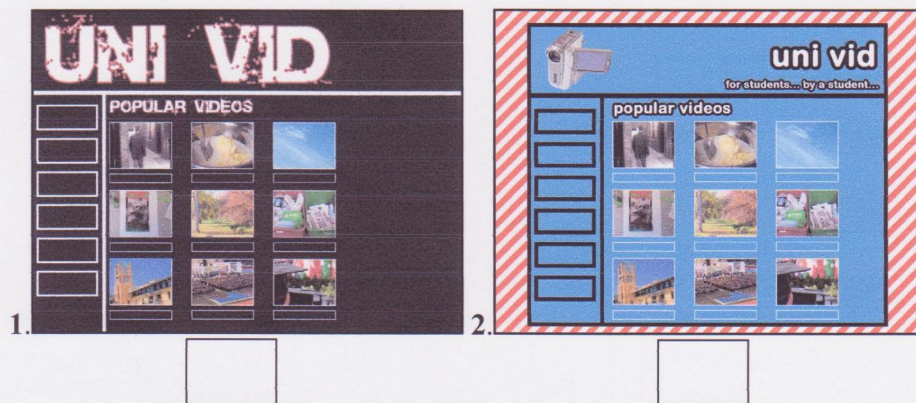 UNI VID
POPULAR VIDEOS
1.
uni vid
for students... by a student...
popular videos
2.